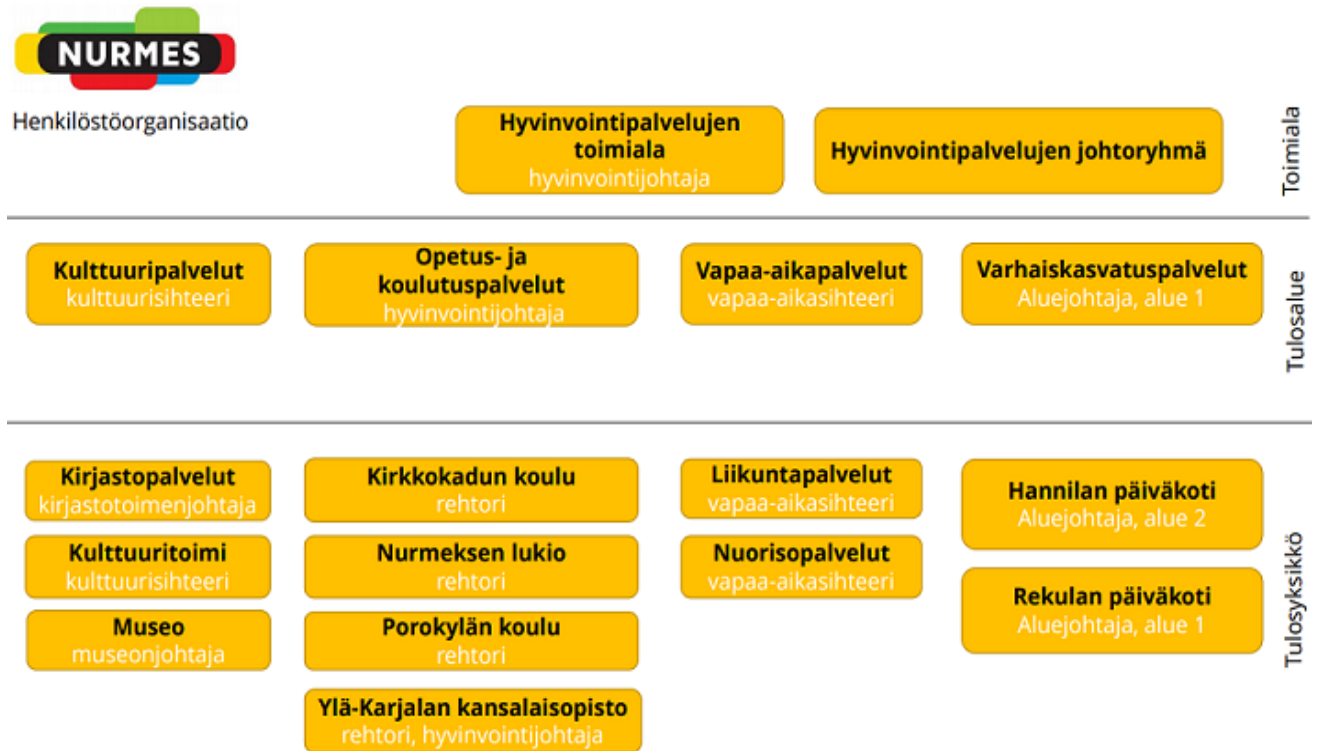 NURMES
Henkilöstöorganisaatio
Hyvinvointipalvelujen
toimiala
hyvinvointijohtaja
Hyvinvointipalvelujen johtoryhmä
Toimiala
Kulttuuripalvelut
kulttuurisihteeri
Opetus- ja
koulutuspalvelut
hyvinvointijohtaja
Vapaa-aikapalvelut
vapaa-aikasihteeri
Varhaiskasvatuspalvelut
Aluejohtaja, alue 1
Tulosalue
Kirjastopalvelut
kirjastotoimenjohtaja
Kulttuuritoimi
kulttuurisihteeri
Museo
museonjohtaja
Kirkkokadun koulu
rehtori
Nurmeksen lukio
rehtori
Porokylän koulu
rehtori
Ylä-Karjalan kansalaisopisto
rehtori, hyvinvointijohtaja
Liikuntapalvelut
vapaa-aikasihteeri
Nuorisopalvelut
vapaa-aikasihteeri
Hannilan päiväkoti
Aluejohtaja, alue 2
Rekulan päiväkoti
Aluejohtaja, alue 1
Tulosyksikkö